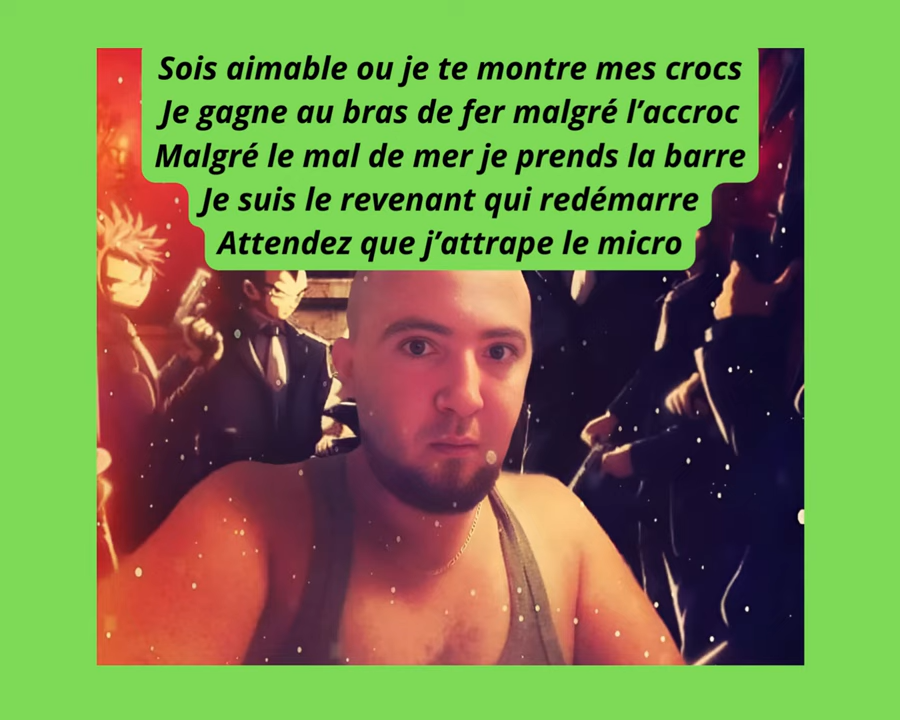 Sois aimable ou je te montre mes crocs
Je gagne au bras de fer malgré l’accroc
Malgré le mal de mer je prends la barre
Je suis le revenant qui redémarre
Attendez que j’attrape le micro